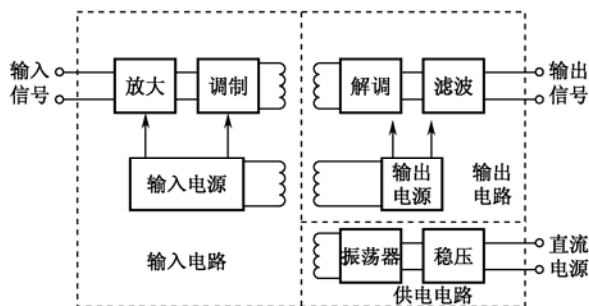 输入
信号
放大
调制
解调
滤波
输出
信号
输入电源
输出
电源
输出
电路
输入电路
振荡器
稳压
直流
电源
供电电路